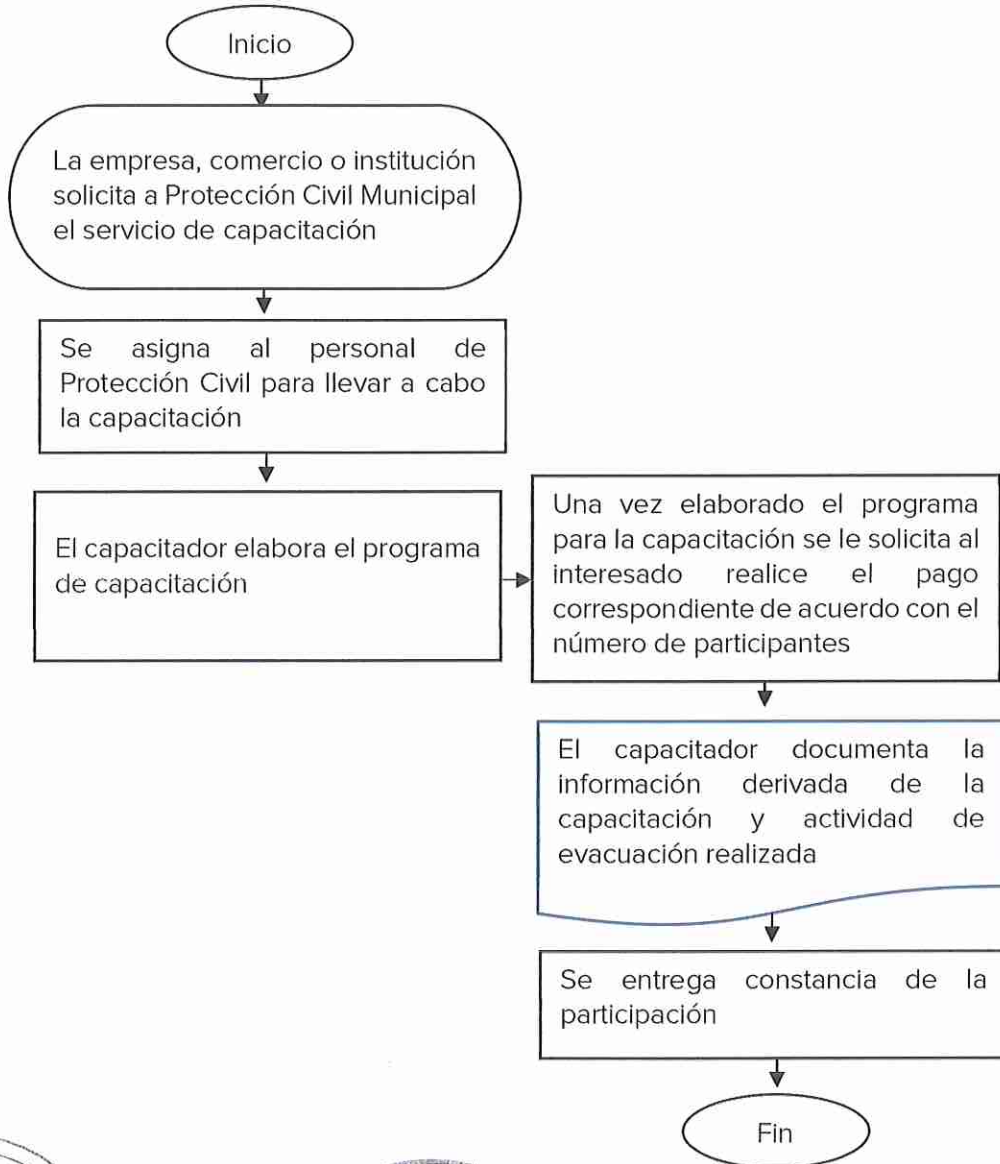 Inicio
La empresa, comercio o institución
solicita a Protección Civil Municipal
el servicio de capacitación
Se asigna al personal de
Protección Civil para llevar a cabo
la capacitación
El capacitador elabora el programa
de capacitación
Una vez elaborado el programa
para la capacitación se le solicita al
interesado realice el pago
correspondiente de acuerdo con el
número de participantes
El capacitador documenta la
información derivada de la
capacitación y actividad de
evacuación realizada
Se entrega constancia de la
participación
Fin